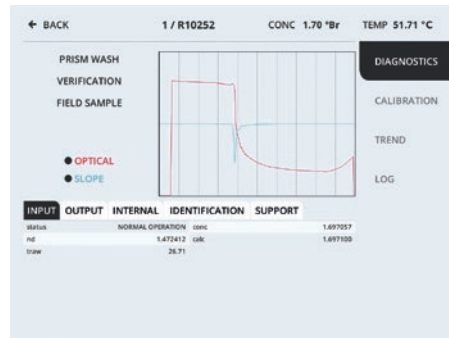 ← BACK 1 / R10252 CONC 1.70 °Br TEMP 51.71 °C
PRISM WASH
VERIFICATION
FIELD SAMPLE
OPTICAL
SLOPE
DIAGNOSTICS
CALIBRATION
TREND
LOG
INPUT OUTPUT INTERNAL IDENTIFICATION SUPPORT
status NORMAL OPERATION conc 1.697057
nd 1.472412 calc 1.697100
traw 26.71